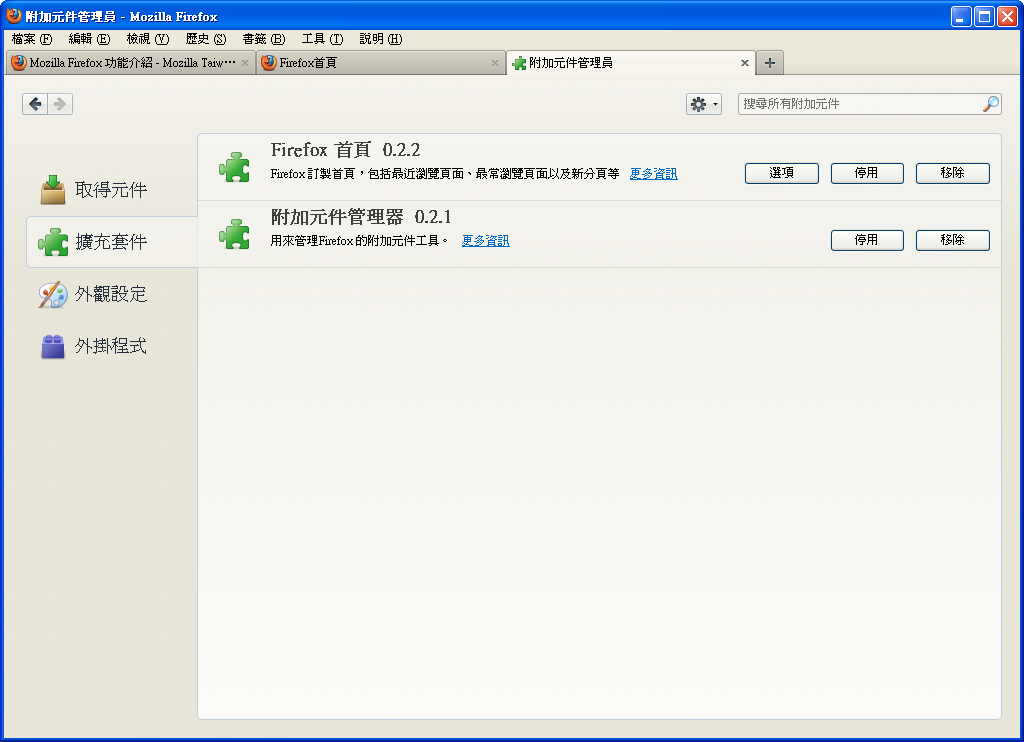 附加元件管理員 - Mozilla Firefox
檔案 (F) 編輯 (E) 檢視 (V) 歷史 (S) 書籤 (B) 工具 (T) 說明 (H)
Mozilla Firefox 功能介紹 - Mozilla Taiw⋯ Firefox首頁 附加元件管理員
搜尋所有附加元件
取得元件
擴充套件
外觀設定
外掛程式
Firefox 首頁 0.2.2
Firefox 訂製首頁，包括最近瀏覽頁面、最常瀏覽頁面以及新分頁等 更多資訊
選項 停用 移除
附加元件管理器 0.2.1
用來管理Firefox 的附加元件工具。 更多資訊
停用 移除